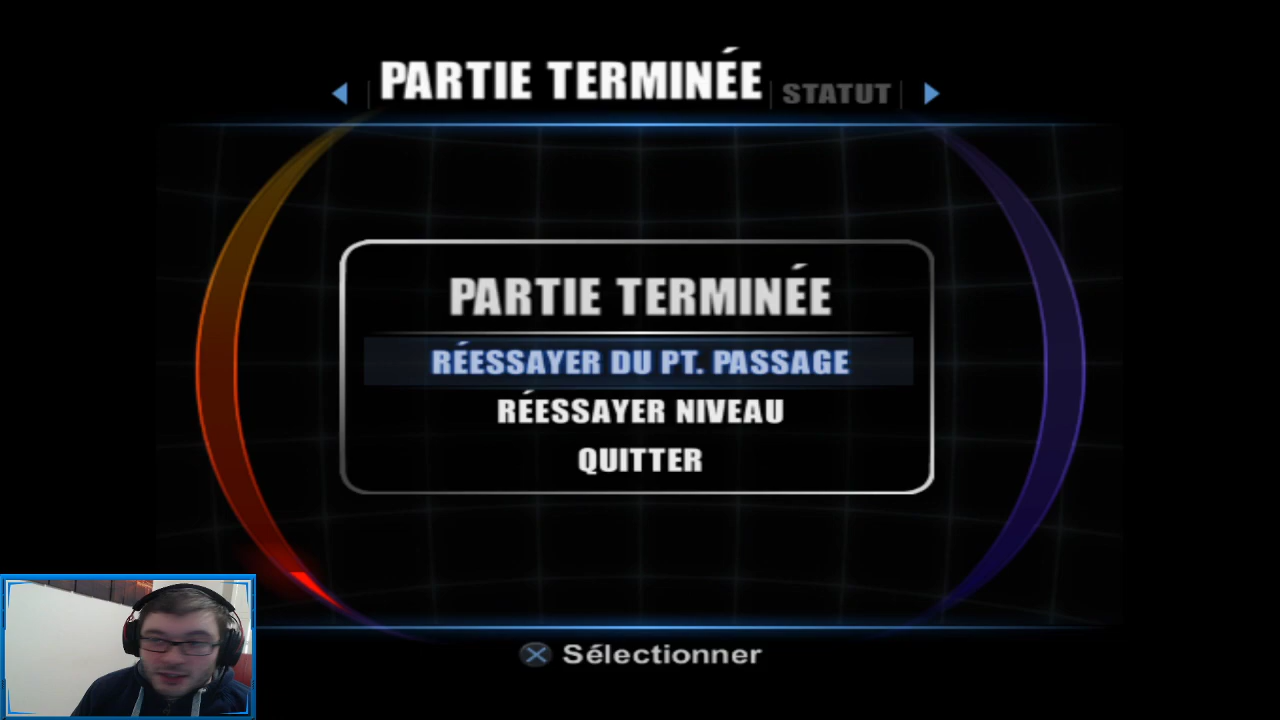 PARTIE TERMINÉE STATUT
PARTIE TERMINÉE
RÉESSAYER DU PT. PASSAGE
RÉESSAYER NIVEAU
QUITTER
Sélectionner